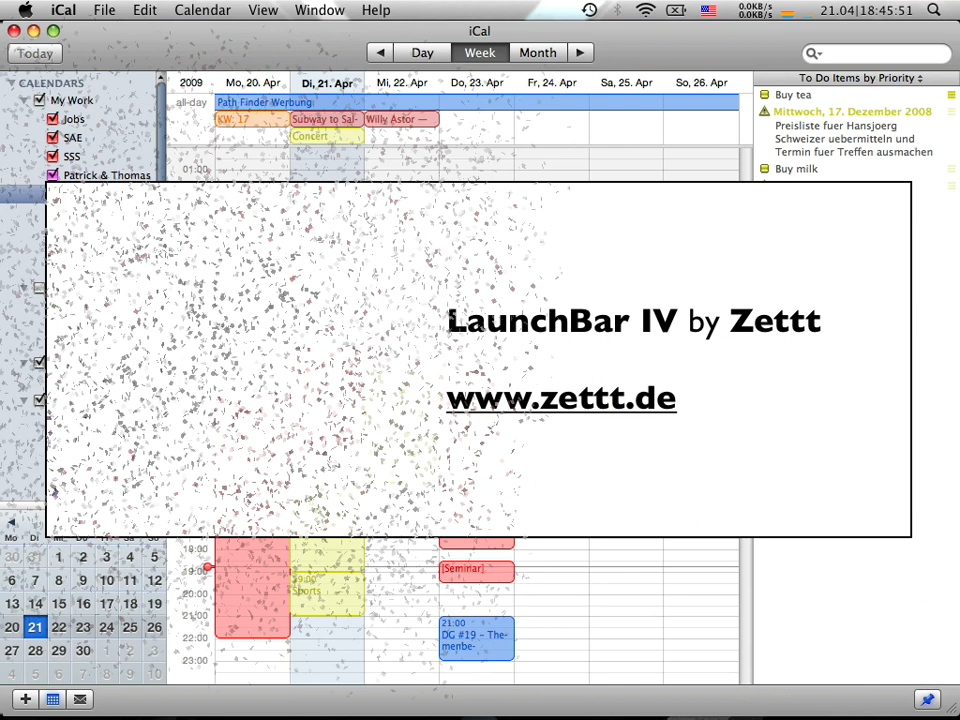 iCal File Edit Calendar View Window Help 0.0KB/s 0.0KB/s 21.04|18:45:51
iCal
Today Day Week Month
CALENDARS
My Work
Jobs
SAE
SSS
Patrick & Thomas
2009 Mo, 20. Apr Di, 21. Apr Mi, 22. Apr Do, 23. Apr Fr, 24. Apr Sa, 25. Apr So, 26. Apr
all-day Path Finder Werbung
KW: 17 Subway to Sal- Willy Astor —
Concert
01:00
To Do Items by Priority
Buy tea
Mittwoch, 17. Dezember 2008
Preisliste fuer Hansjoerg
Schweizer uebermitteln und
Termin fuer Treffen ausmachen
Buy milk
LaunchBar IV by Zettt
www.zettt.de
18:00
19:00
20:00
21:00
22:00
23:00
19:00
Sports
[Seminar]
21:00
DG #19 – The-
menbe-
Mo Di Mi Do Fr Sa So
30 31 1 2 3 4 5
6 7 8 9 10 11 12
13 14 15 16 17 18 19
20 21 22 23 24 25 26
27 28 29 30 1 2 3
4 5 6 7 8 9 10